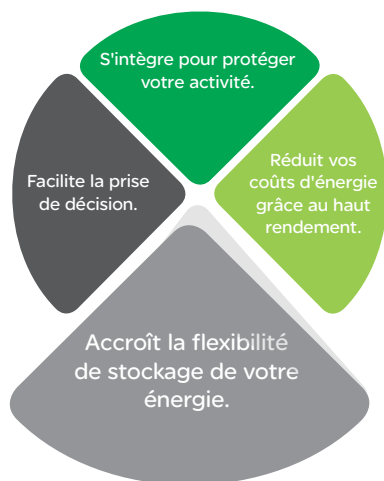 S'intègre pour protéger
votre activité.
Facilite la prise
de décision.
Réduit vos
coûts d'énergie
grâce au haut
rendement.
Accroît la flexibilité
de stockage de votre
énergie.